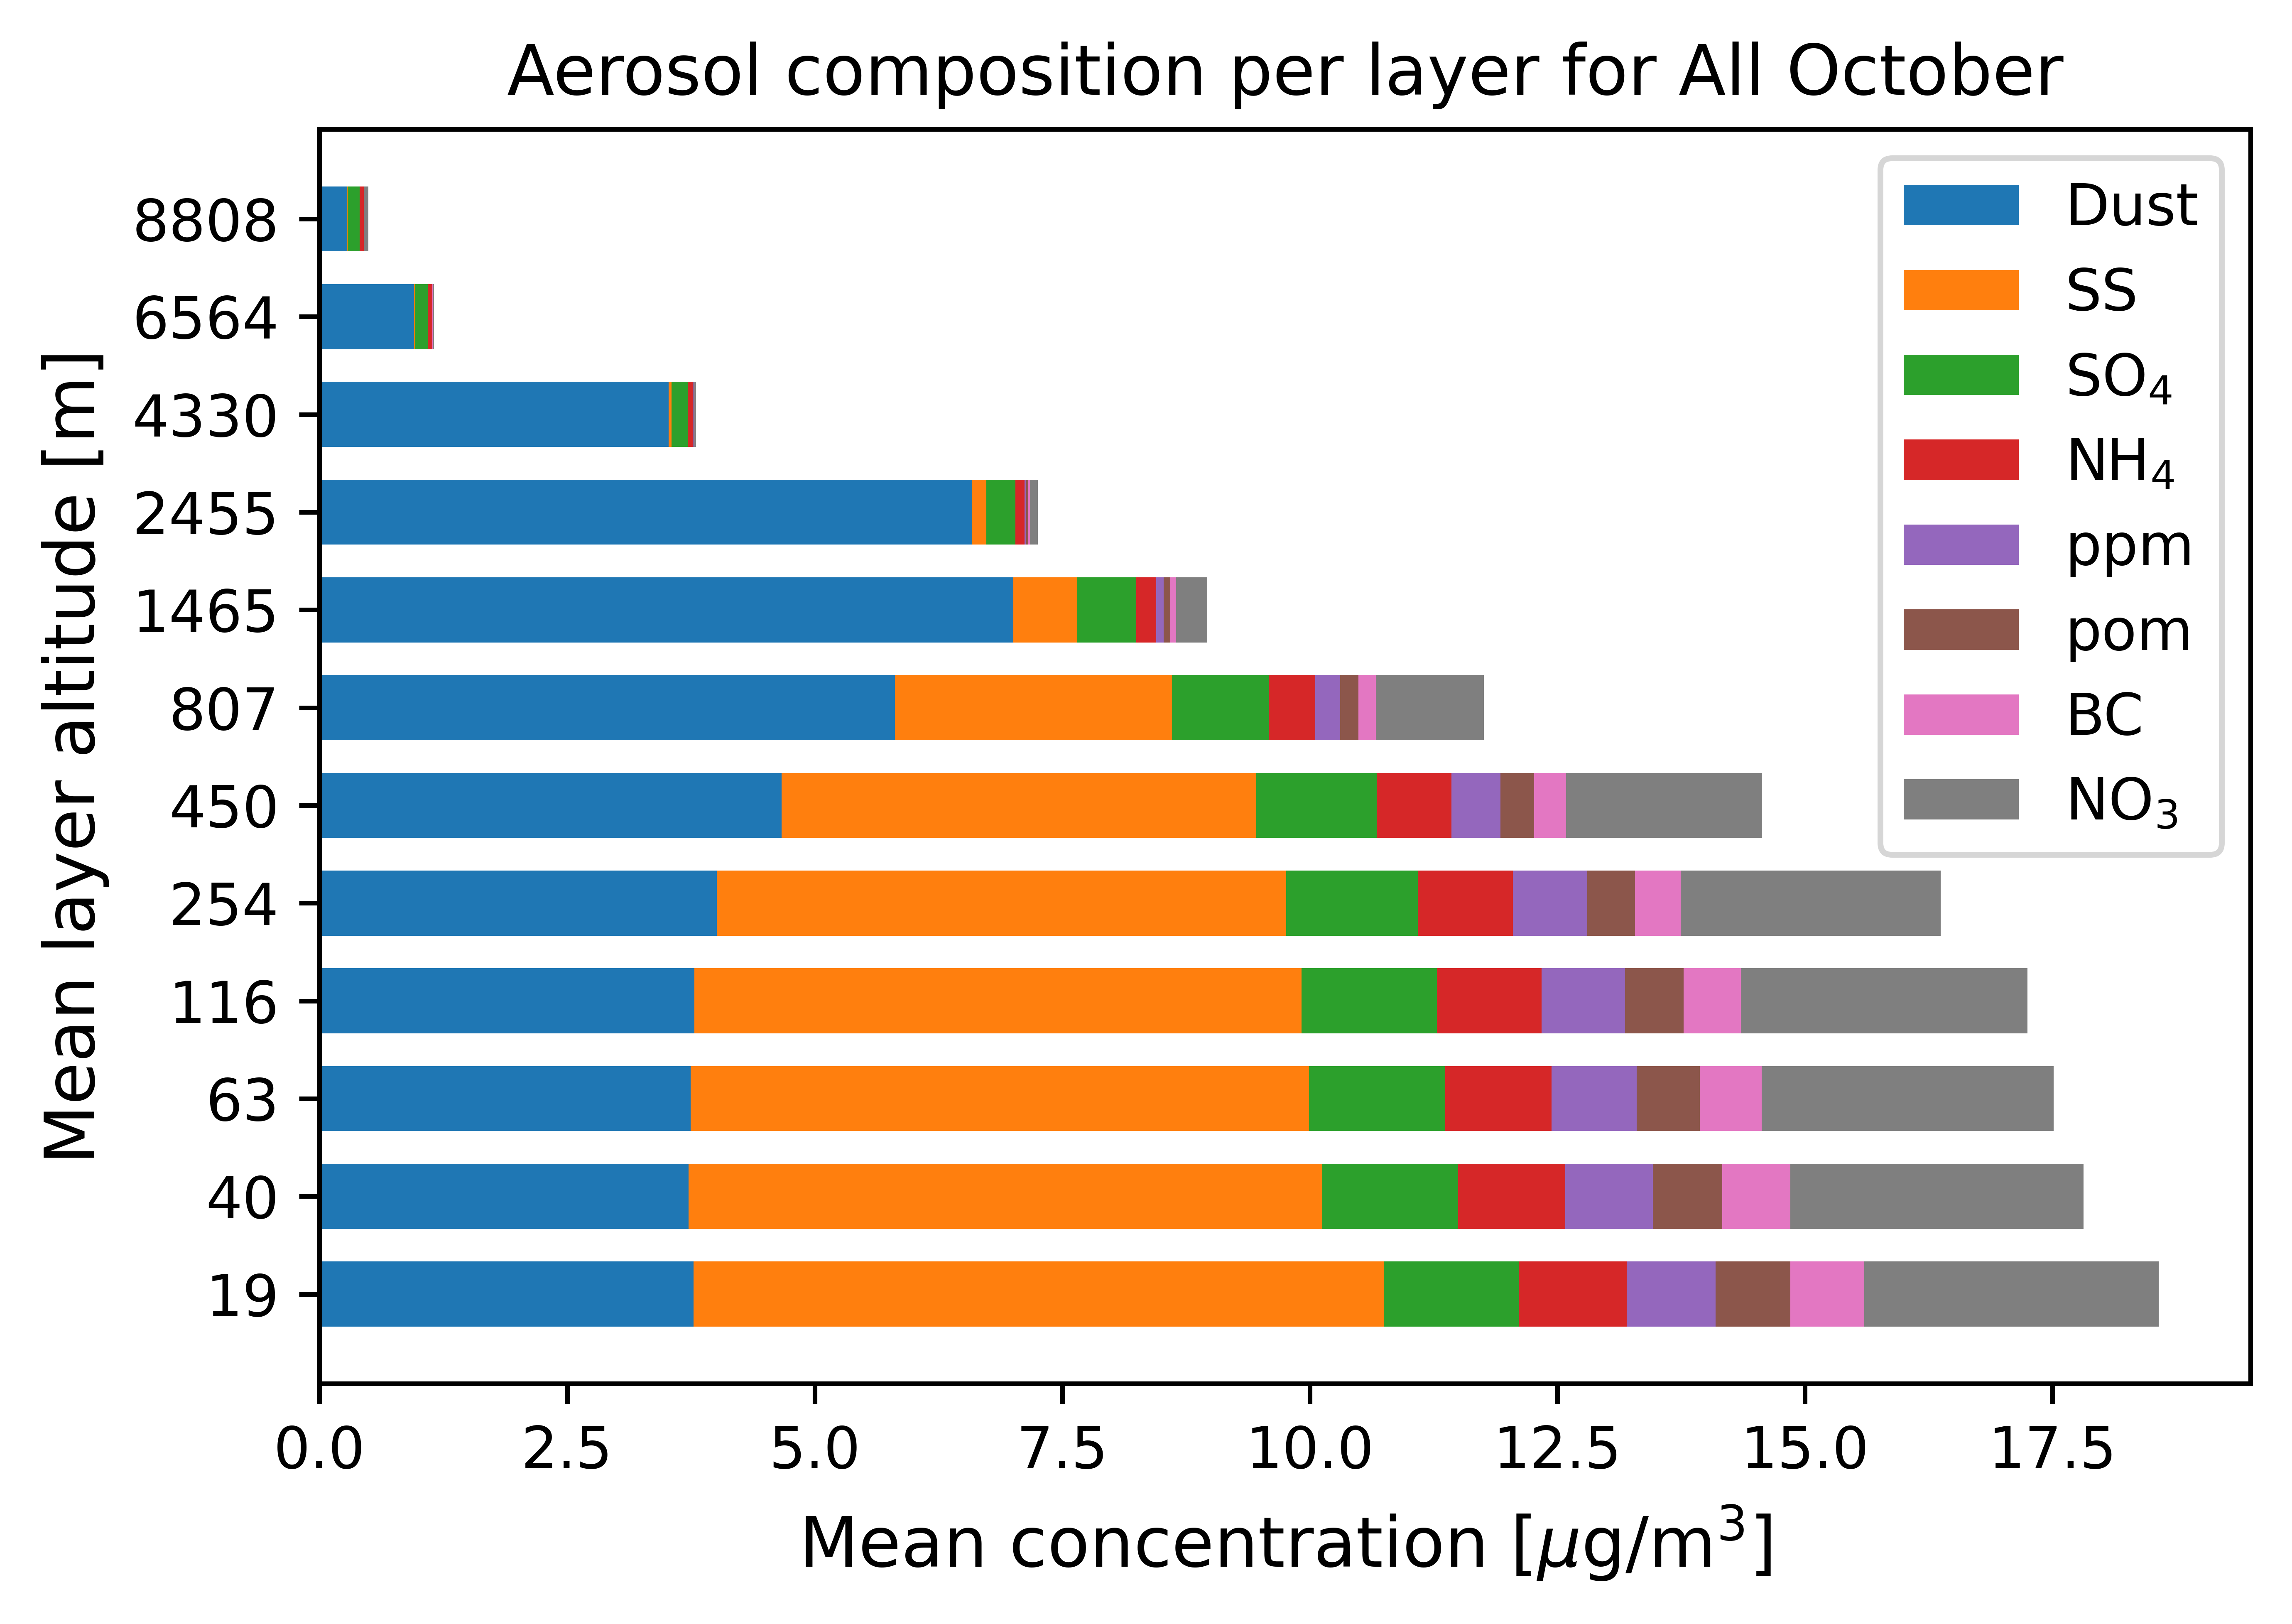 Aerosol composition per layer for All October
Mean layer altitude [m]
8808
6564
4330
2455
1465
807
450
254
116
63
40
19
Dust
SS
SO₄
NH₄
ppm
pom
BC
NO₃
0.0 2.5 5.0 7.5 10.0 12.5 15.0 17.5
Mean concentration [μg/m³]